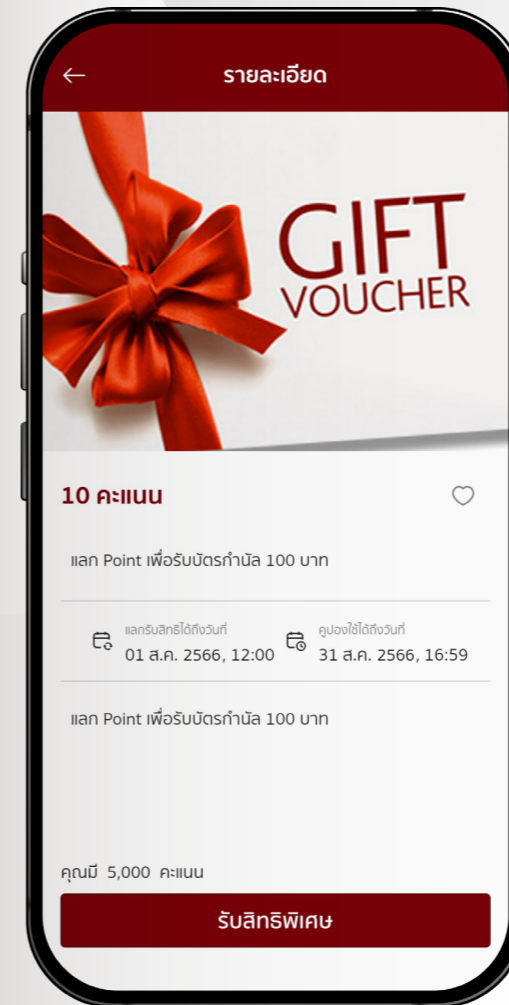 รายละเอียด
GIFT
VOUCHER
10 คะแนน
แลก Point เพื่อรับบัตรกำนัล 100 บาท
แลกรับสิทธิได้ถึงวันที่
01 ส.ค. 2566, 12:00
คูปองใช้ได้ถึงวันที่
31 ส.ค. 2566, 16:59
แลก Point เพื่อรับบัตรกำนัล 100 บาท
คุณมี 5,000 คะแนน
รับสิทธิพิเศษ